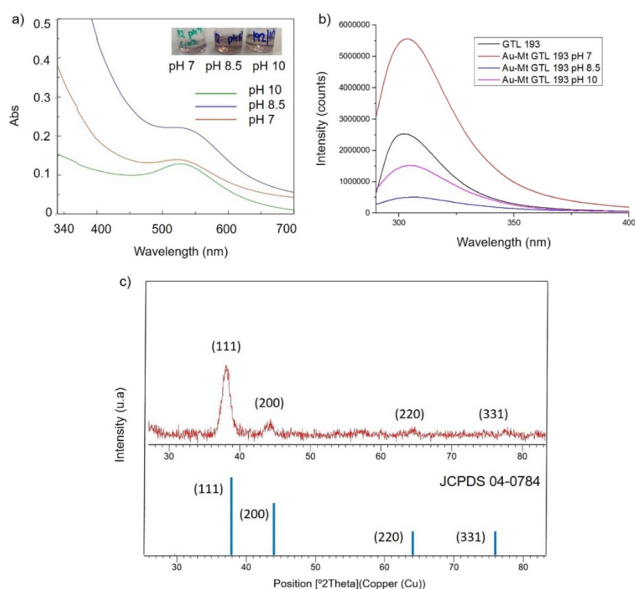 a)
0.5
0.4
0.3
0.2
0.1
0
Abs
pH 7 pH 8.5 pH 10
pH 10
pH 8.5
pH 7
340 400 500 600 700
Wavelength (nm)
b)
6000000
5000000
4000000
3000000
2000000
1000000
0
Intensity (counts)
GTL 193
Au-Mt GTL 193 pH 7
Au-Mt GTL 193 pH 8.5
Au-Mt GTL 193 pH 10
300 350 400
Wavelength (nm)
c)
Intensity (u.a)
(111)
(200)
(220)
(331)
30 40 50 60 70 80
JCPDS 04-0784
(111)
(200)
(220)
(331)
30 40 50 60 70 80
Position [º2Theta](Copper (Cu))